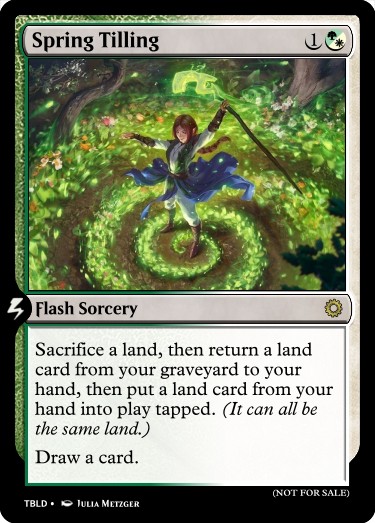 Spring Tilling 1
Flash Sorcery
Sacrifice a land, then return a land
card from your graveyard to your
hand, then put a land card from your
hand into play tapped. (It can all be
the same land.)
Draw a card.
(NOT FOR SALE)
TBLD • Julia Metzger